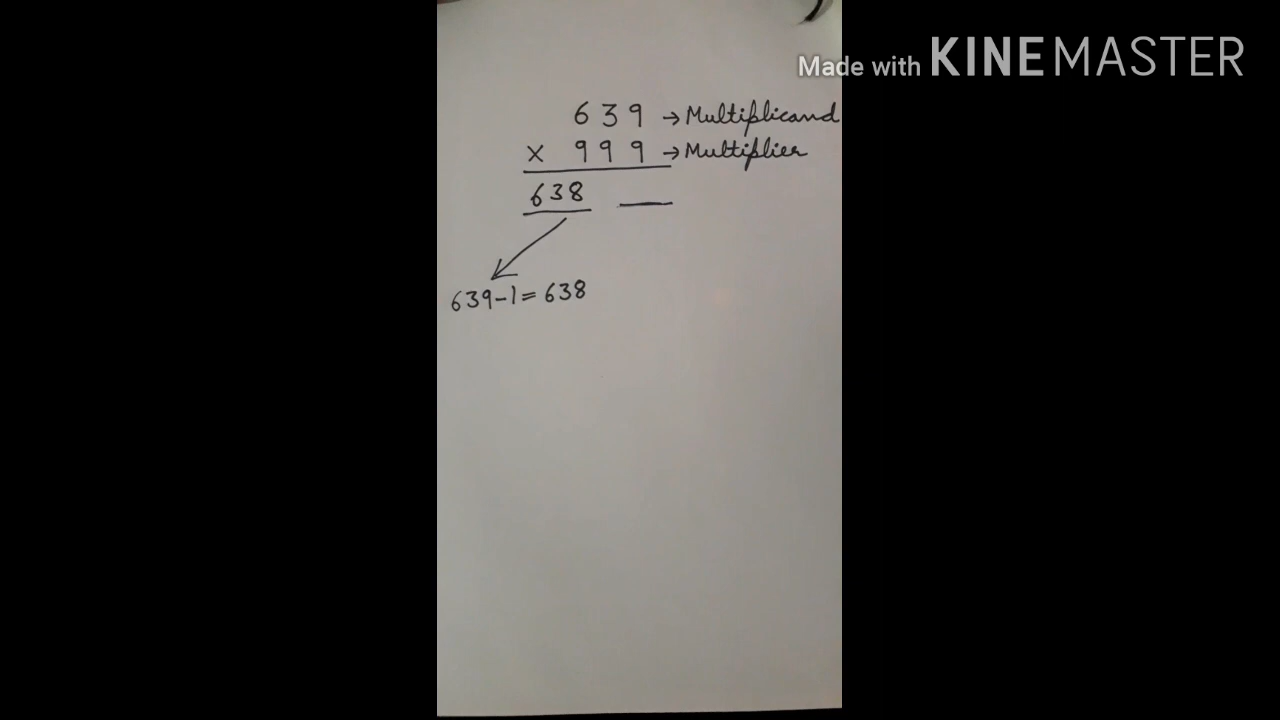 Made with KINEMASTER
639 → Multiplicand
× 999 → Multiplier
638
639-1=638